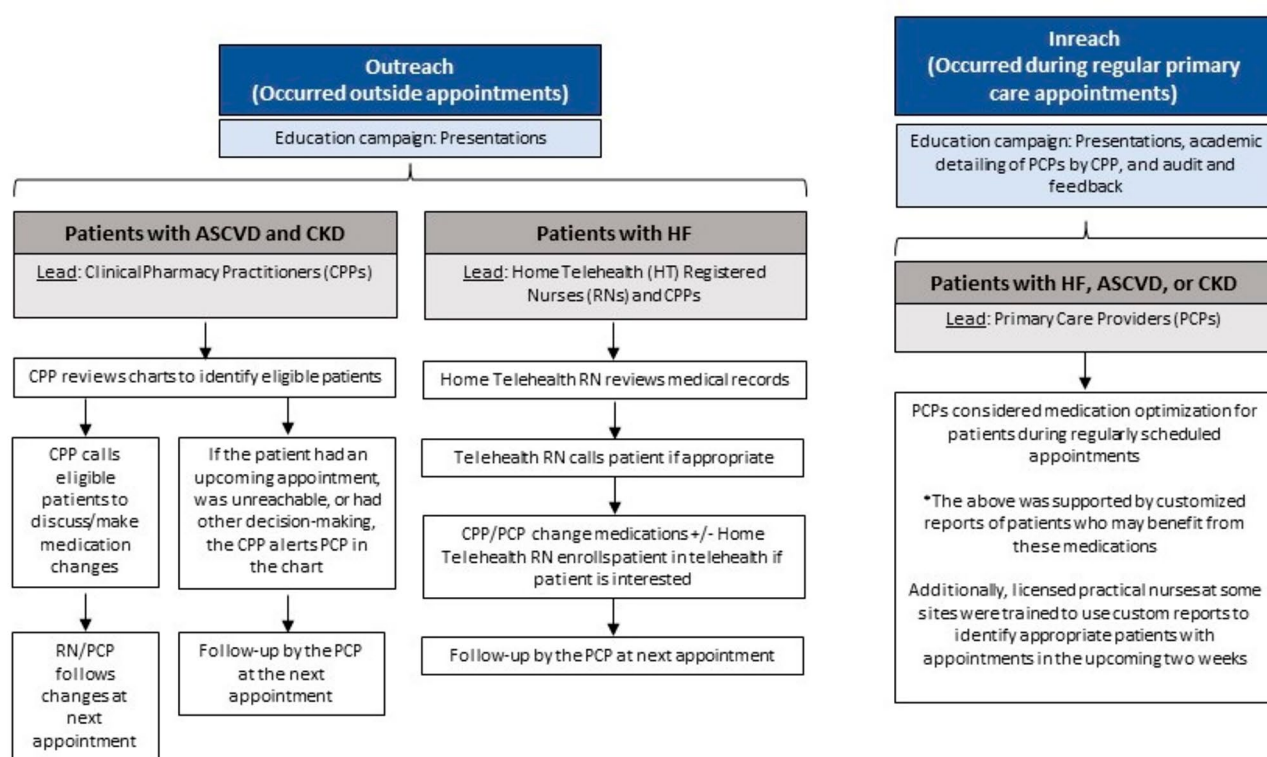 Outreach
(Occurred outside appointments)
Education campaign: Presentations
Patients with ASCVD and CKD
Lead: Clinical Pharmacy Practitioners (CPPs)
CPP reviews charts to identify eligible patients
CPP calls
eligible
patients to
discuss/make
medication
changes
RN/PCP
follows
changes at
next
appointment
If the patient had an
upcoming appointment,
was unreachable, or had
other decision-making,
the CPP alerts PCP in
the chart
Follow-up by the PCP
at the next
appointment
Patients with HF
Lead: Home Telehealth (HT) Registered
Nurses (RNs) and CPPs
Home Telehealth RN reviews medical records
Telehealth RN calls patient if appropriate
CPP/PCP change medications +/- Home
Telehealth RN enrolls patient in telehealth if
patient is interested
Follow-up by the PCP at next appointment
Inreach
(Occurred during regular primary
care appointments)
Education campaign: Presentations, academic
detailing of PCPs by CPP, and audit and
feedback
Patients with HF, ASCVD, or CKD
Lead: Primary Care Providers (PCPs)
PCPs considered medication optimization for
patients during regularly scheduled
appointments
*The above was supported by customized
reports of patients who may benefit from
these medications
Additionally, licensed practical nurses at some
sites were trained to use custom reports to
identify appropriate patients with
appointments in the upcoming two weeks